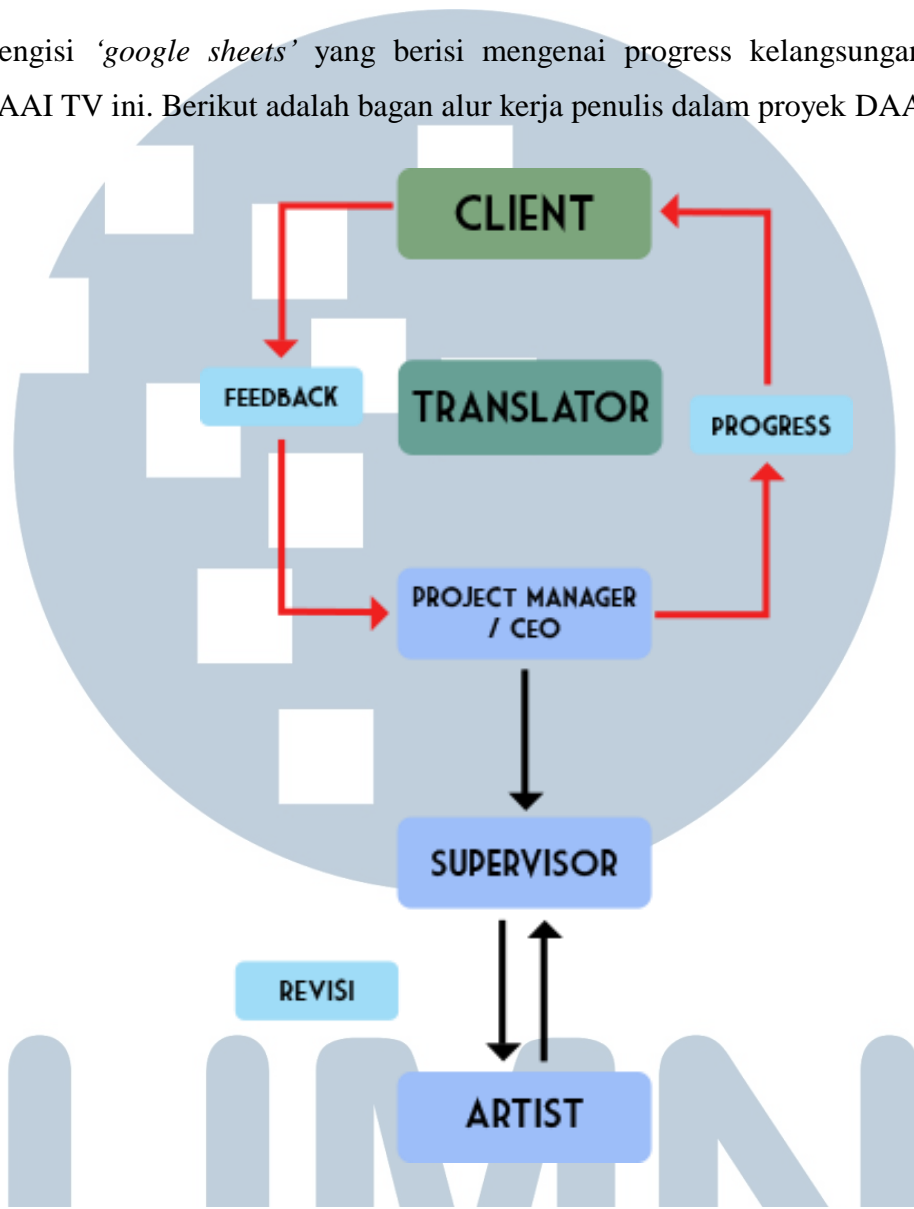 engisi ‘google sheets’ yang berisi mengenai progress kelangsungan
AAI TV ini. Berikut adalah bagan alur kerja penulis dalam proyek DAA
CLIENT
FEEDBACK
TRANSLATOR
PROGRESS
PROJECT MANAGER
/ CEO
SUPERVISOR
REVISI
ARTIST
UMN